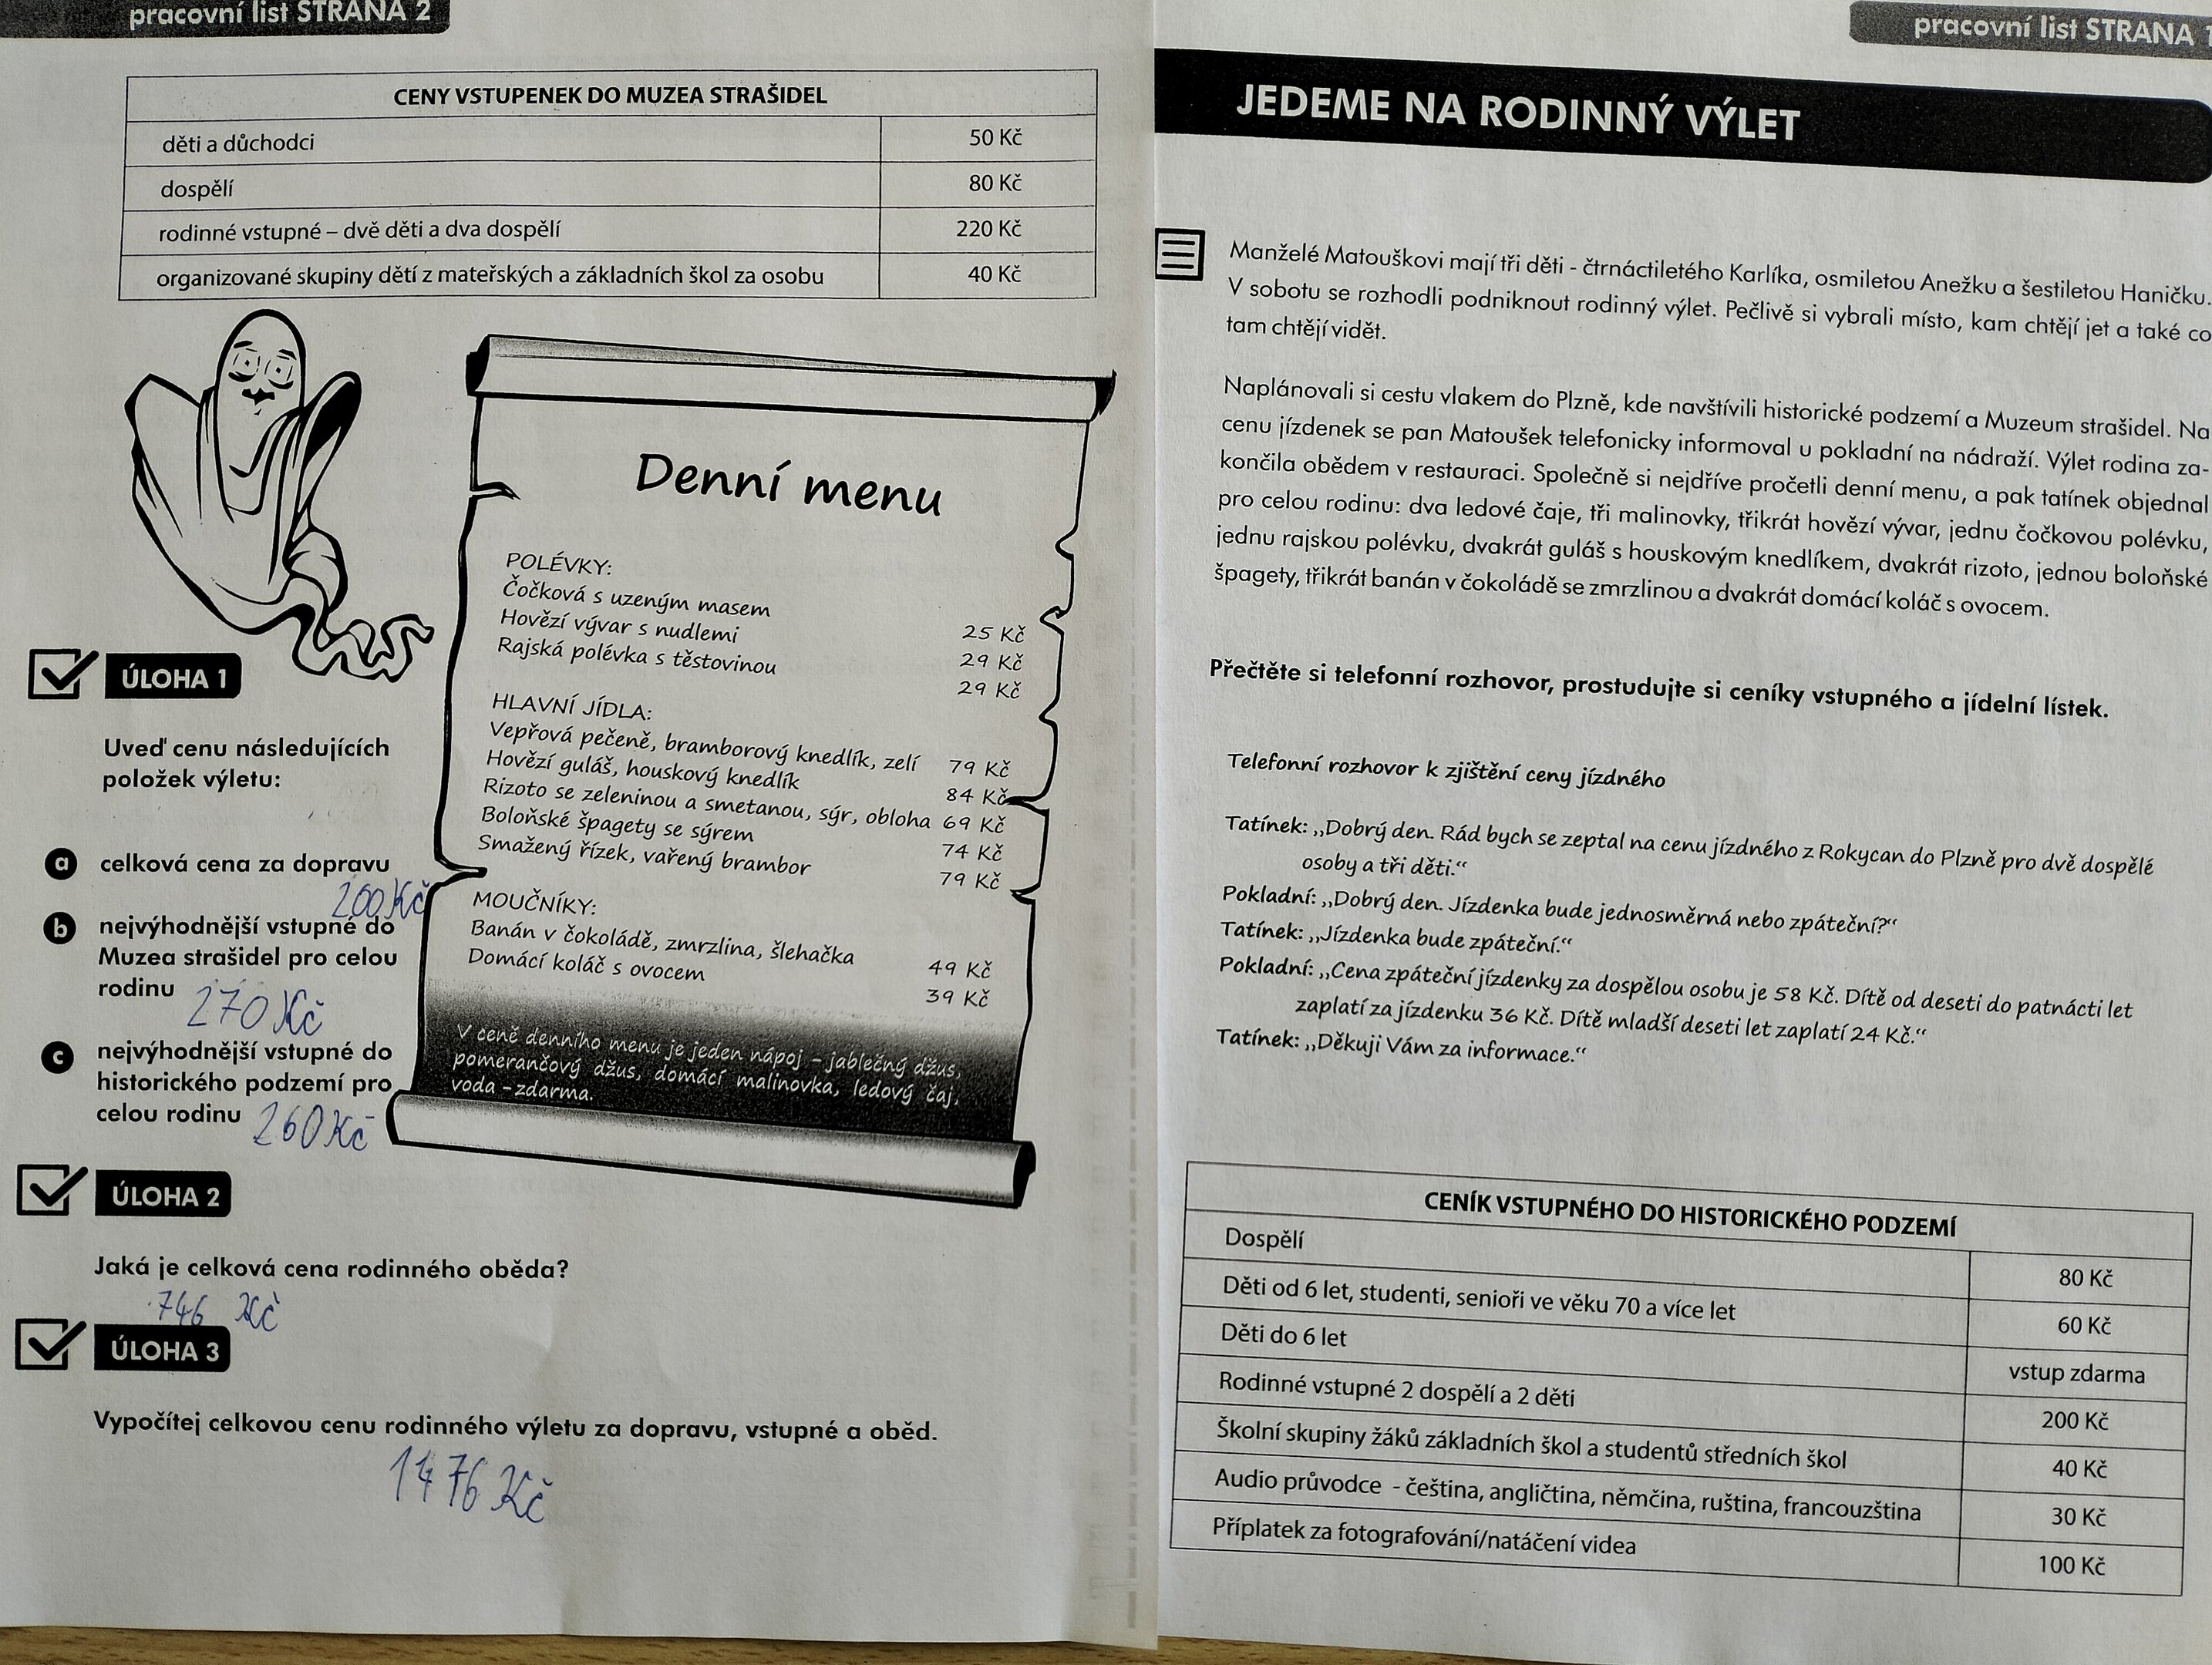 pracovní list STRANA 2
CENY VSTUPENEK DO MUZEA STRAŠIDEL
děti a důchodci 50 Kč
dospělí 80 Kč
rodinné vstupné – dvě děti a dva dospělí 220 Kč
organizované skupiny dětí z mateřských a základních škol za osobu 40 Kč
Denní menu
POLÉVKY:
Čočková s uzeným masem 25 Kč
Hovězí vývar s nudlemi 29 Kč
Rajská polévka s těstovinou 29 Kč
HLAVNÍ JÍDLA:
Vepřová pečeně, bramborový knedlík, zelí 79 Kč
Hovězí guláš, houskový knedlík 84 Kč
Rizoto se zeleninou a smetanou, sýr, obloha 69 Kč
Boloňské špagety se sýrem 74 Kč
Smažený řízek, vařený brambor 79 Kč
MOUČNÍKY:
Banán v čokoládě, zmrzlina, šlehačka 49 Kč
Domácí koláč s ovocem 39 Kč
V ceně denního menu je jeden nápoj – jablečný džus,
pomerančový džus, domácí malinovka, ledový čaj,
voda – zdarma.
ÚLOHA 1
Uveď cenu následujících
položek výletu:
a celková cena za dopravu
200 Kč
b nejvýhodnější vstupné do
Muzea strašidel pro celou
rodinu 270 Kč
c nejvýhodnější vstupné do
historického podzemí pro
celou rodinu 260 Kč
ÚLOHA 2
Jaká je celková cena rodinného oběda?
746 Kč
ÚLOHA 3
Vypočítej celkovou cenu rodinného výletu za dopravu, vstupné a oběd.
1476 Kč
pracovní list STRANA 1
JEDEME NA RODINNÝ VÝLET
Manželé Matouškovi mají tři děti - čtrnáctiletého Karlíka, osmiletou Anežku a šestiletou Haničku.
V sobotu se rozhodli podniknout rodinný výlet. Pečlivě si vybrali místo, kam chtějí jet a také co
tam chtějí vidět.
Naplánovali si cestu vlakem do Plzně, kde navštívili historické podzemí a Muzeum strašidel. Na
cenu jízdenek se pan Matoušek telefonicky informoval u pokladní na nádraží. Výlet rodina za-
končila obědem v restauraci. Společně si nejdříve pročetli denní menu, a pak tatínek objednal
pro celou rodinu: dva ledové čaje, tři malinovky, třikrát hovězí vývar, jednu čočkovou polévku,
jednu rajskou polévku, dvakrát guláš s houskovým knedlíkem, dvakrát rizoto, jednou boloňské
špagety, třikrát banán v čokoládě se zmrzlinou a dvakrát domácí koláč s ovocem.
Přečtěte si telefonní rozhovor, prostudujte si ceníky vstupného a jídelní lístek.
Telefonní rozhovor k zjištění ceny jízdného
Tatínek: „Dobrý den. Rád bych se zeptal na cenu jízdného z Rokycan do Plzně pro dvě dospělé
osoby a tři děti.“
Pokladní: „Dobrý den. Jízdenka bude jednosměrná nebo zpáteční?“
Tatínek: „Jízdenka bude zpáteční.“
Pokladní: „Cena zpáteční jízdenky za dospělou osobu je 58 Kč. Dítě od deseti do patnácti let
zaplatí za jízdenku 36 Kč. Dítě mladší deseti let zaplatí 24 Kč.“
Tatínek: „Děkuji Vám za informace.“
CENÍK VSTUPNÉHO DO HISTORICKÉHO PODZEMÍ
Dospělí 80 Kč
Děti od 6 let, studenti, senioři ve věku 70 a více let 60 Kč
Děti do 6 let vstup zdarma
Rodinné vstupné 2 dospělí a 2 děti 200 Kč
Školní skupiny žáků základních škol a studentů středních škol 40 Kč
Audio průvodce - čeština, angličtina, němčina, ruština, francouzština 30 Kč
Příplatek za fotografování/natáčení videa 100 Kč